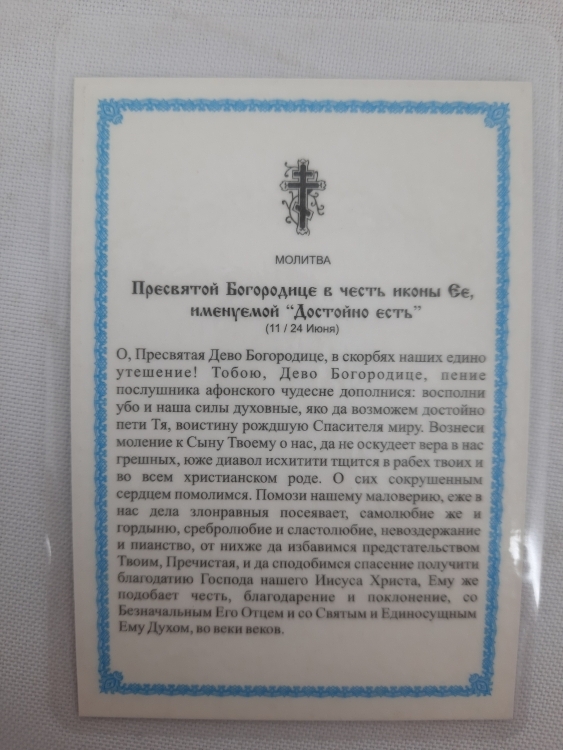 МОЛИТВА
Пресвятой Богородице в честь иконы Ее,
именуемой “Достойно есть”
(11 / 24 Июня)
О, Пресвятая Дево Богородице, в скорбях наших едино
утешение! Тобою, Дево Богородице, пение
послушника афонского чудесне дополнися: восполни
убо и наша силы духовные, яко да возможем достойно
пети Тя, воистину рождшую Спасителя миру. Вознеси
моление к Сыну Твоему о нас, да не оскудеет вера в нас
грешных, юже диавол исхитити тщится в рабех твоих и
во всем христианском роде. О сих сокрушенным
сердцем помолимся. Помози нашему маловерию, еже в
нас дела злонравныя посеявает, самолюбие же и
гордыню, сребролюбие и сластолюбие, невоздержание
и пианство, от нихже да избавимся предстательством
Твоим, Пречистая, и да сподобимся спасение получити
благодатию Господа нашего Иисуса Христа, Ему же
подобает честь, благодарение и поклонение, со
Безначальным Его Отцем и со Святым и Единосущным
Ему Духом, во веки веков.